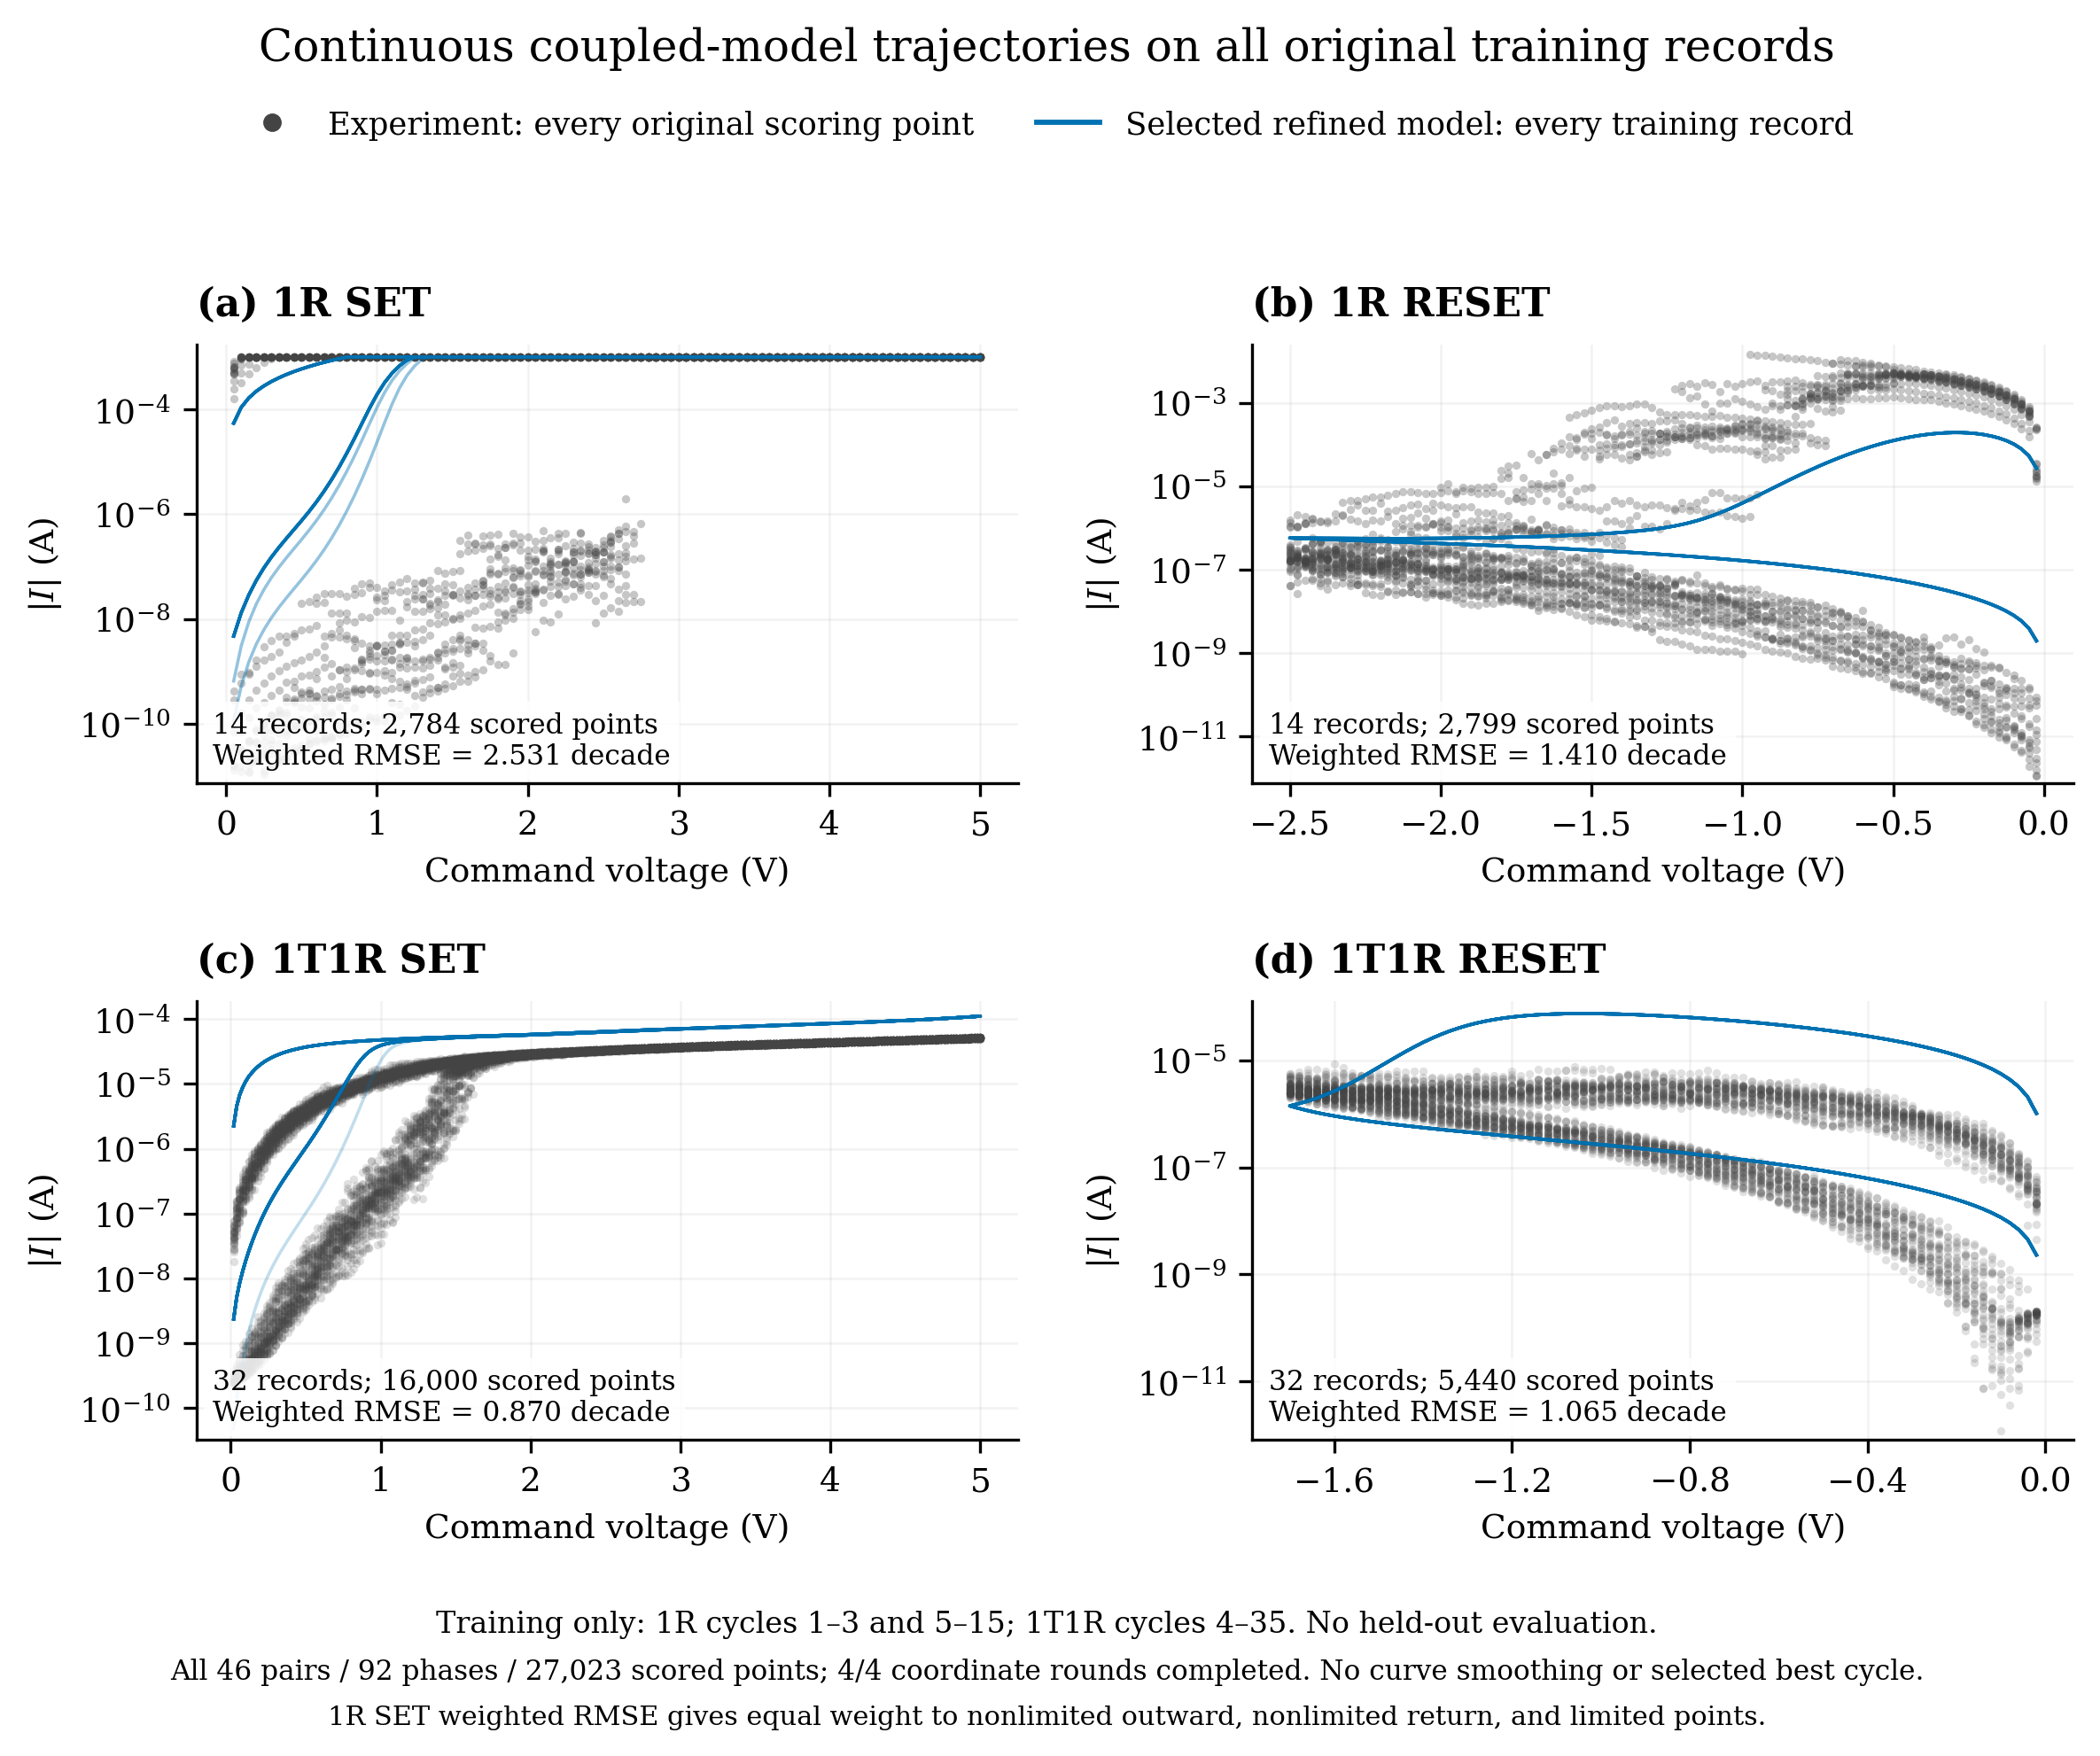 Continuous coupled-model trajectories on all original training records
Experiment: every original scoring point
Selected refined model: every training record
(a) 1R SET
|I| (A)
10⁻⁴
10⁻⁶
10⁻⁸
10⁻¹⁰
14 records; 2,784 scored points
Weighted RMSE = 2.531 decade
0 1 2 3 4 5
Command voltage (V)
(b) 1R RESET
|I| (A)
10⁻³
10⁻⁵
10⁻⁷
10⁻⁹
10⁻¹¹
14 records; 2,799 scored points
Weighted RMSE = 1.410 decade
−2.5 −2.0 −1.5 −1.0 −0.5 0.0
Command voltage (V)
(c) 1T1R SET
|I| (A)
10⁻⁴
10⁻⁵
10⁻⁶
10⁻⁷
10⁻⁸
10⁻⁹
10⁻¹⁰
32 records; 16,000 scored points
Weighted RMSE = 0.870 decade
0 1 2 3 4 5
Command voltage (V)
(d) 1T1R RESET
|I| (A)
10⁻⁵
10⁻⁷
10⁻⁹
10⁻¹¹
32 records; 5,440 scored points
Weighted RMSE = 1.065 decade
−1.6 −1.2 −0.8 −0.4 0.0
Command voltage (V)
Training only: 1R cycles 1–3 and 5–15; 1T1R cycles 4–35. No held-out evaluation.
All 46 pairs / 92 phases / 27,023 scored points; 4/4 coordinate rounds completed. No curve smoothing or selected best cycle.
1R SET weighted RMSE gives equal weight to nonlimited outward, nonlimited return, and limited points.